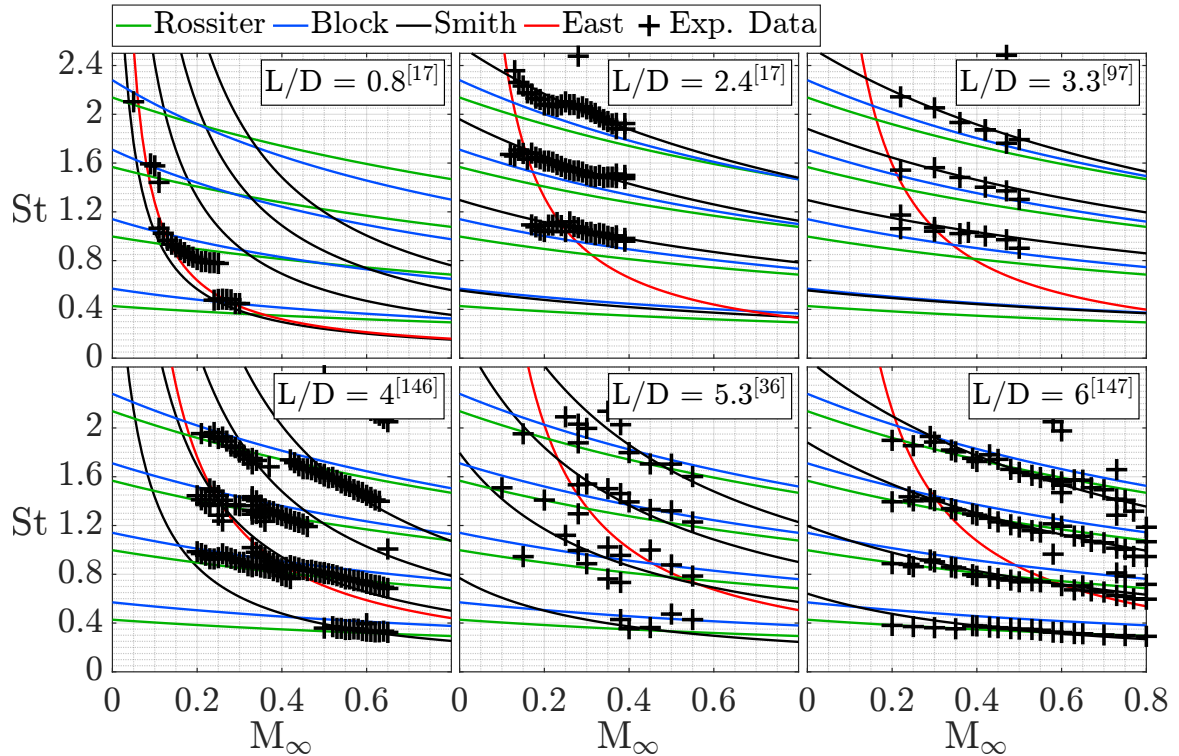 Rossiter Block Smith East Exp. Data
L/D = 0.8[17] L/D = 2.4[17] L/D = 3.3[97]
2.4
2
1.6
St 1.2
0.8
0.4
0
L/D = 4[146] L/D = 5.3[36] L/D = 6[147]
2
1.6
St 1.2
0.8
0.4
0
0 0.2 0.4 0.6 0 0.2 0.4 0.6 0 0.2 0.4 0.6 0.8
M∞ M∞ M∞